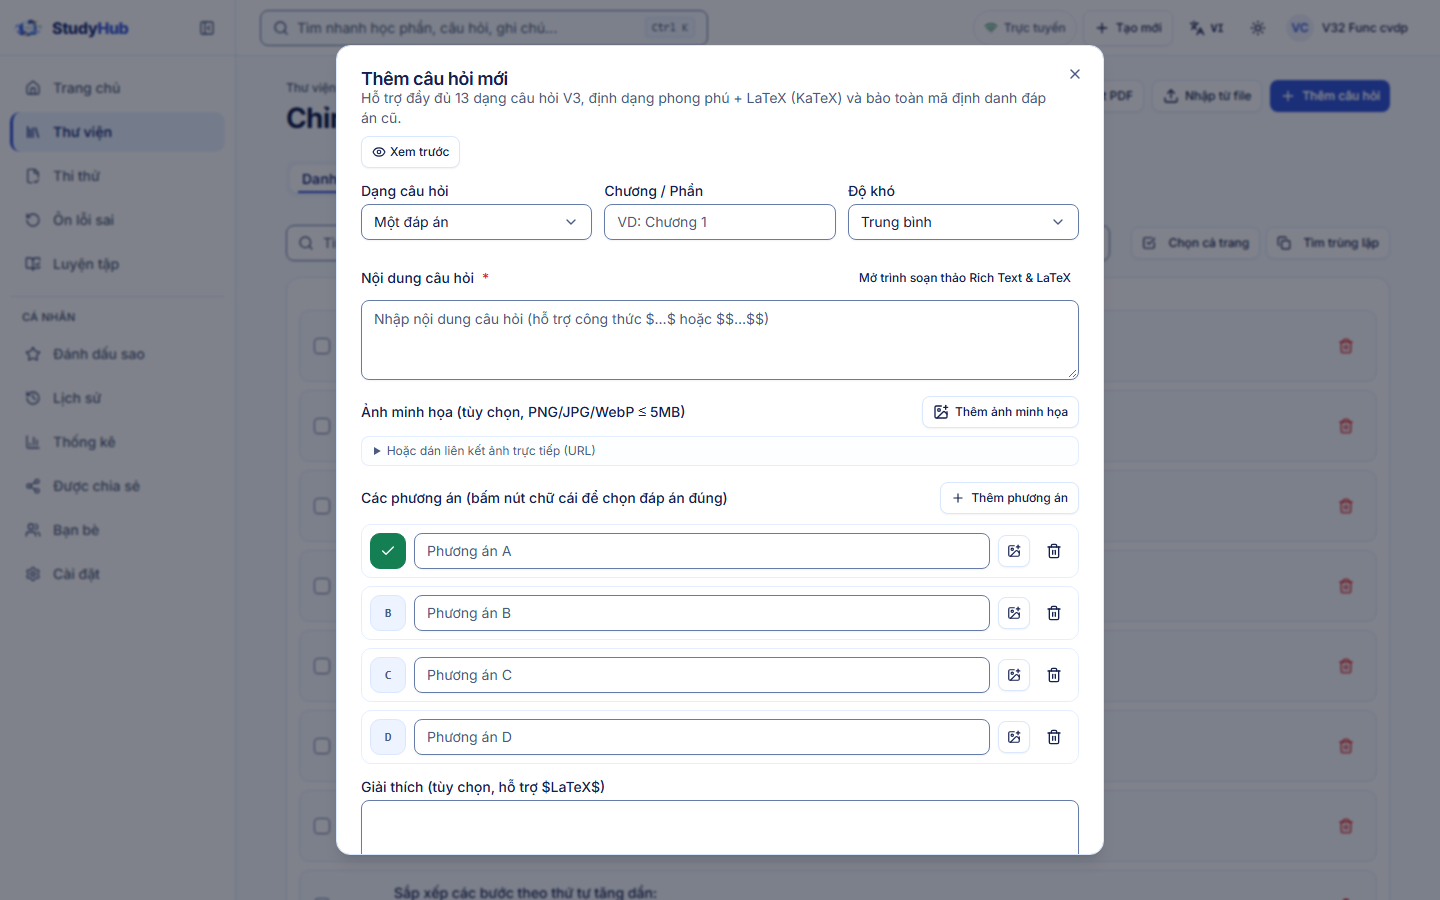 StudyHub
Tìm nhanh học phần, câu hỏi, ghi chú...
Ctrl K
Trực tuyến
Tạo mới
VI
VC
V32 Func cvdp
Trang chủ
Thư viện
Thi thử
Ôn lỗi sai
Luyện tập
CÁ NHÂN
Đánh dấu sao
Lịch sử
Thống kê
Được chia sẻ
Bạn bè
Cài đặt
Thư viện
PDF
Nhập từ file
Thêm câu hỏi
Chọn cả trang
Tìm trùng lặp
Thêm câu hỏi mới
Hỗ trợ đầy đủ 13 dạng câu hỏi V3, định dạng phong phú + LaTeX (KaTeX) và bảo toàn mã định danh đáp
án cũ.
Xem trước
Dạng câu hỏi
Chương / Phần
Độ khó
Một đáp án
VD: Chương 1
Trung bình
Nội dung câu hỏi *
Mở trình soạn thảo Rich Text & LaTeX
Nhập nội dung câu hỏi (hỗ trợ công thức $...$ hoặc $$...$$)
Ảnh minh họa (tùy chọn, PNG/JPG/WebP ≤ 5MB)
Thêm ảnh minh họa
Hoặc dán liên kết ảnh trực tiếp (URL)
Các phương án (bấm nút chữ cái để chọn đáp án đúng)
Thêm phương án
Phương án A
B
Phương án B
C
Phương án C
D
Phương án D
Giải thích (tùy chọn, hỗ trợ $LaTeX$)
Sắp xếp các bước theo thứ tự tăng dần: